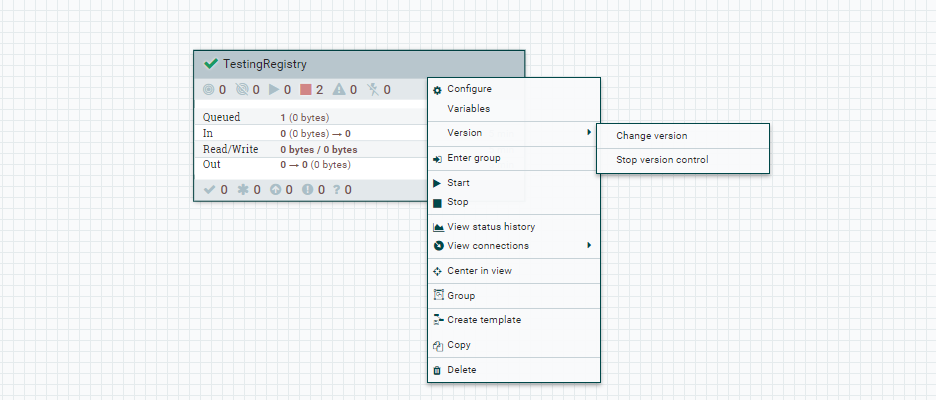 TestingRegistry
0 0 0 2 0 0
Queued 1 (0 bytes)
In 0 (0 bytes) → 0
Read/Write 0 bytes / 0 bytes
Out 0 → 0 (0 bytes)
0 0 0 0 ? 0
Configure
Variables
Version
Change version
Stop version control
Enter group
Start
Stop
View status history
View connections
Center in view
Group
Create template
Copy
Delete